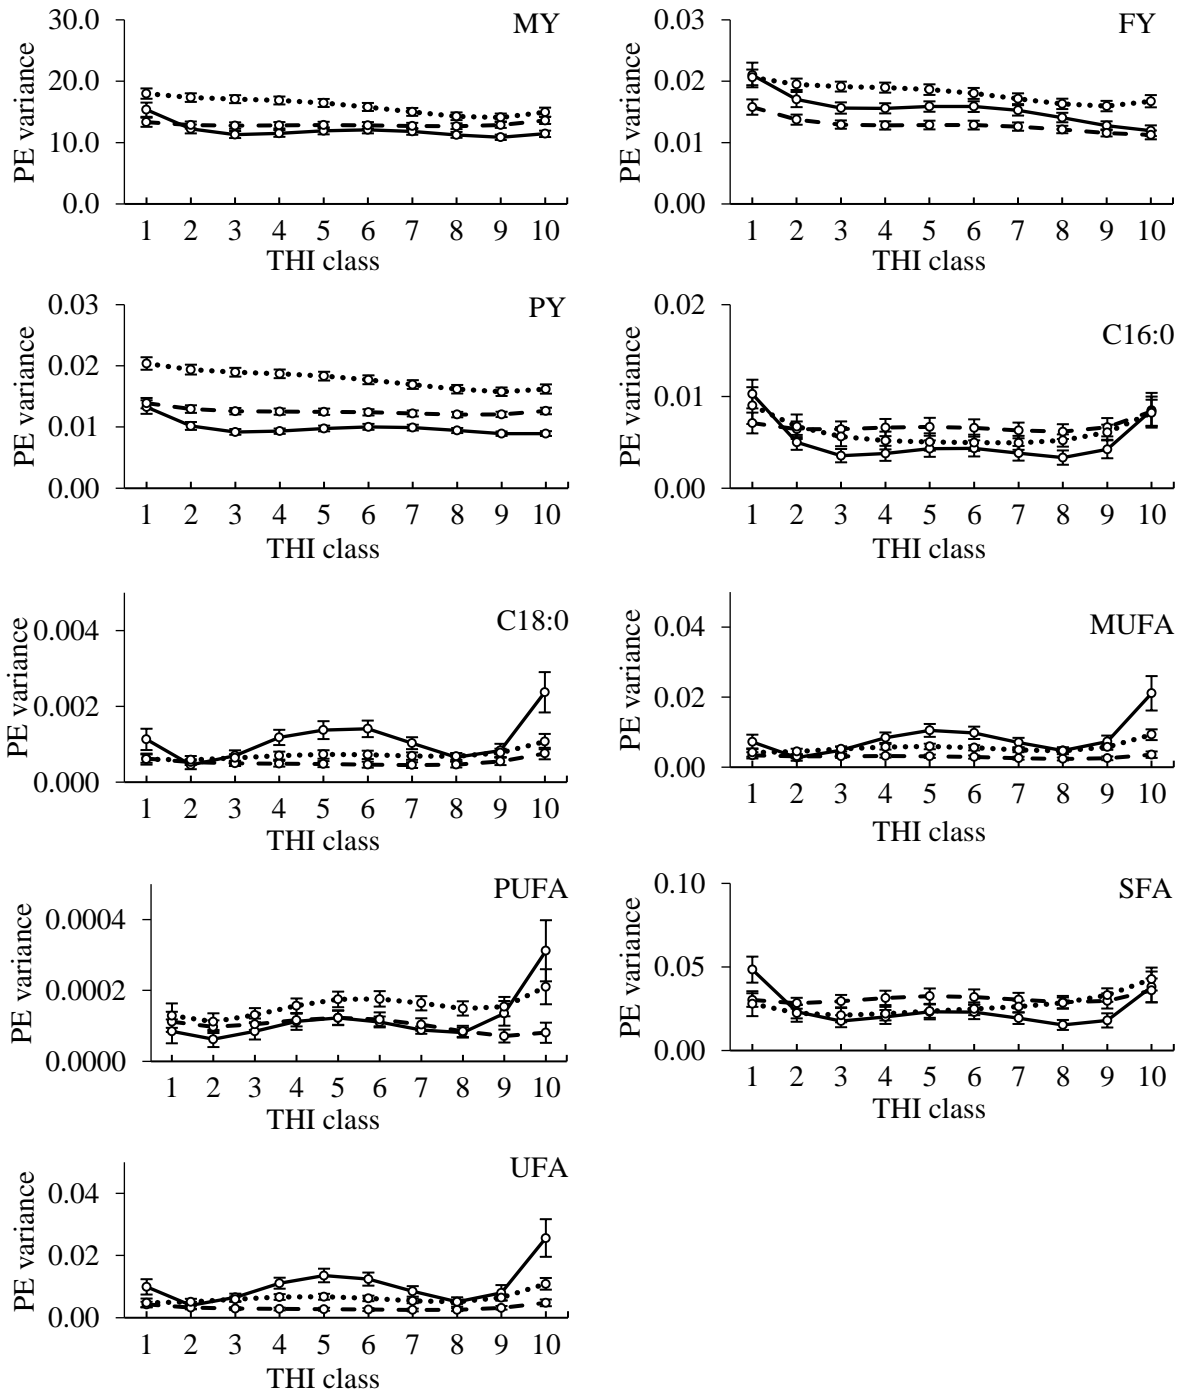 MY
PE variance
30.0
20.0
10.0
0.0
1 2 3 4 5 6 7 8 9 10
THI class
FY
PE variance
0.03
0.02
0.01
0.00
1 2 3 4 5 6 7 8 9 10
THI class
PY
PE variance
0.03
0.02
0.01
0.00
1 2 3 4 5 6 7 8 9 10
THI class
C16:0
PE variance
0.02
0.01
0.00
1 2 3 4 5 6 7 8 9 10
THI class
C18:0
PE variance
0.004
0.002
0.000
1 2 3 4 5 6 7 8 9 10
THI class
MUFA
PE variance
0.04
0.02
0.00
1 2 3 4 5 6 7 8 9 10
THI class
PUFA
PE variance
0.0004
0.0002
0.0000
1 2 3 4 5 6 7 8 9 10
THI class
SFA
PE variance
0.10
0.05
0.00
1 2 3 4 5 6 7 8 9 10
THI class
UFA
PE variance
0.04
0.02
0.00
1 2 3 4 5 6 7 8 9 10
THI class